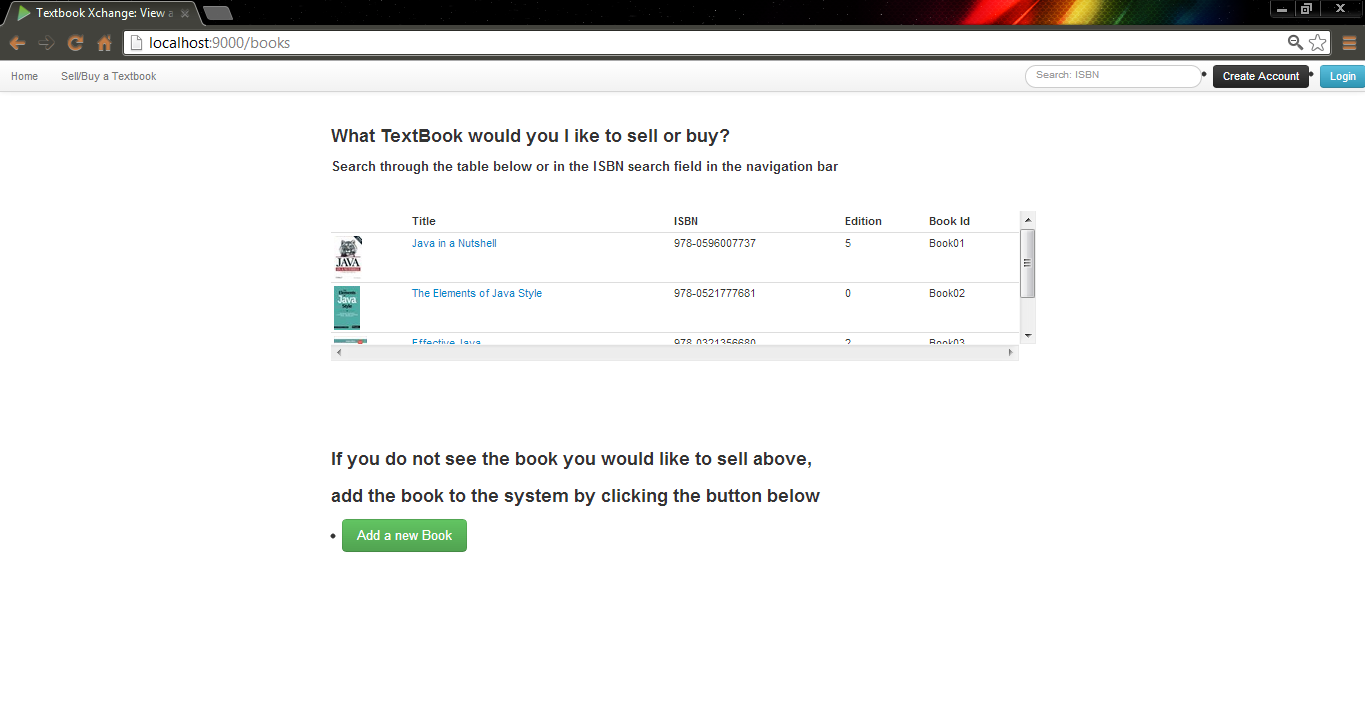 Textbook Xchange: View a
localhost:9000/books
Home Sell/Buy a Textbook Search: ISBN Create Account Login
What TextBook would you l ike to sell or buy?
Search through the table below or in the ISBN search field in the navigation bar
Title ISBN Edition Book Id
JAVA
Java in a Nutshell 978-0596007737 5 Book01
Elements
Java
Style
The Elements of Java Style 978-0521777681 0 Book02
Effective Java 978-0321356680 2 Book03
If you do not see the book you would like to sell above,
add the book to the system by clicking the button below
Add a new Book